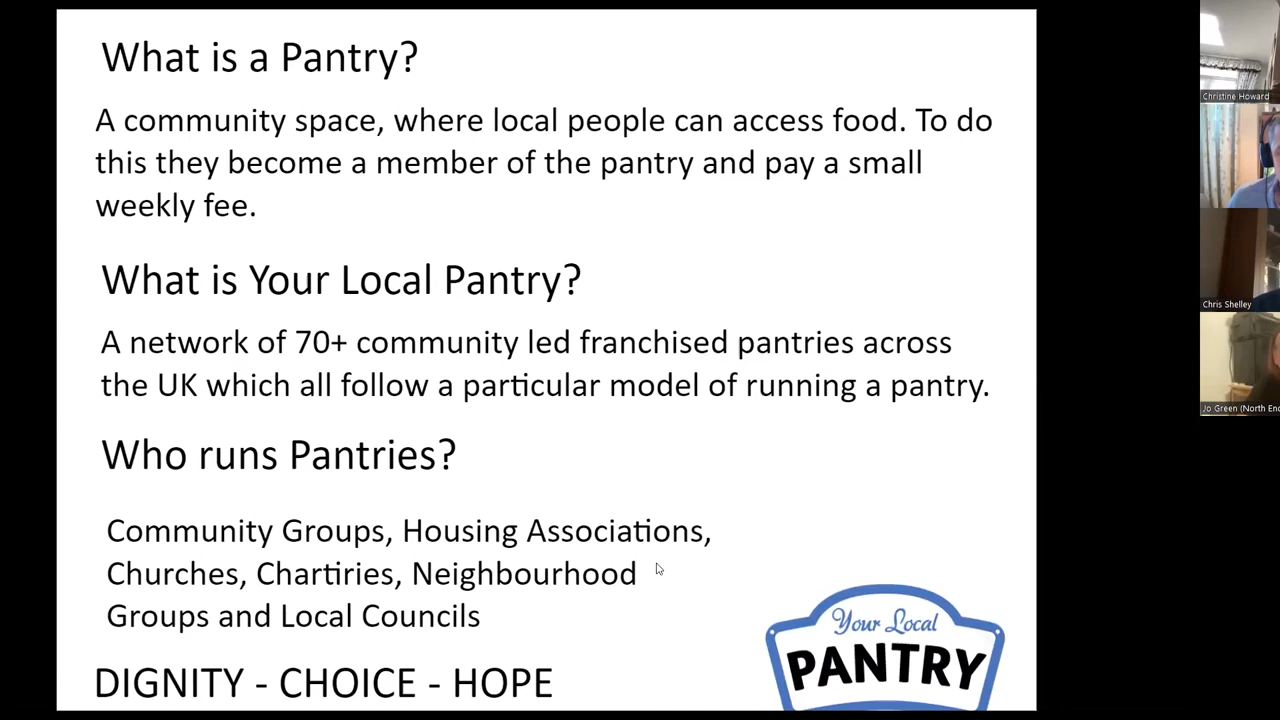 What is a Pantry?
A community space, where local people can access food. To do
this they become a member of the pantry and pay a small
weekly fee.
What is Your Local Pantry?
A network of 70+ community led franchised pantries across
the UK which all follow a particular model of running a pantry.
Who runs Pantries?
Community Groups, Housing Associations,
Churches, Chartiries, Neighbourhood
Groups and Local Councils
DIGNITY - CHOICE - HOPE
Your Local
PANTRY
Christine Howard
Chris Shelley
Jo Green (North End